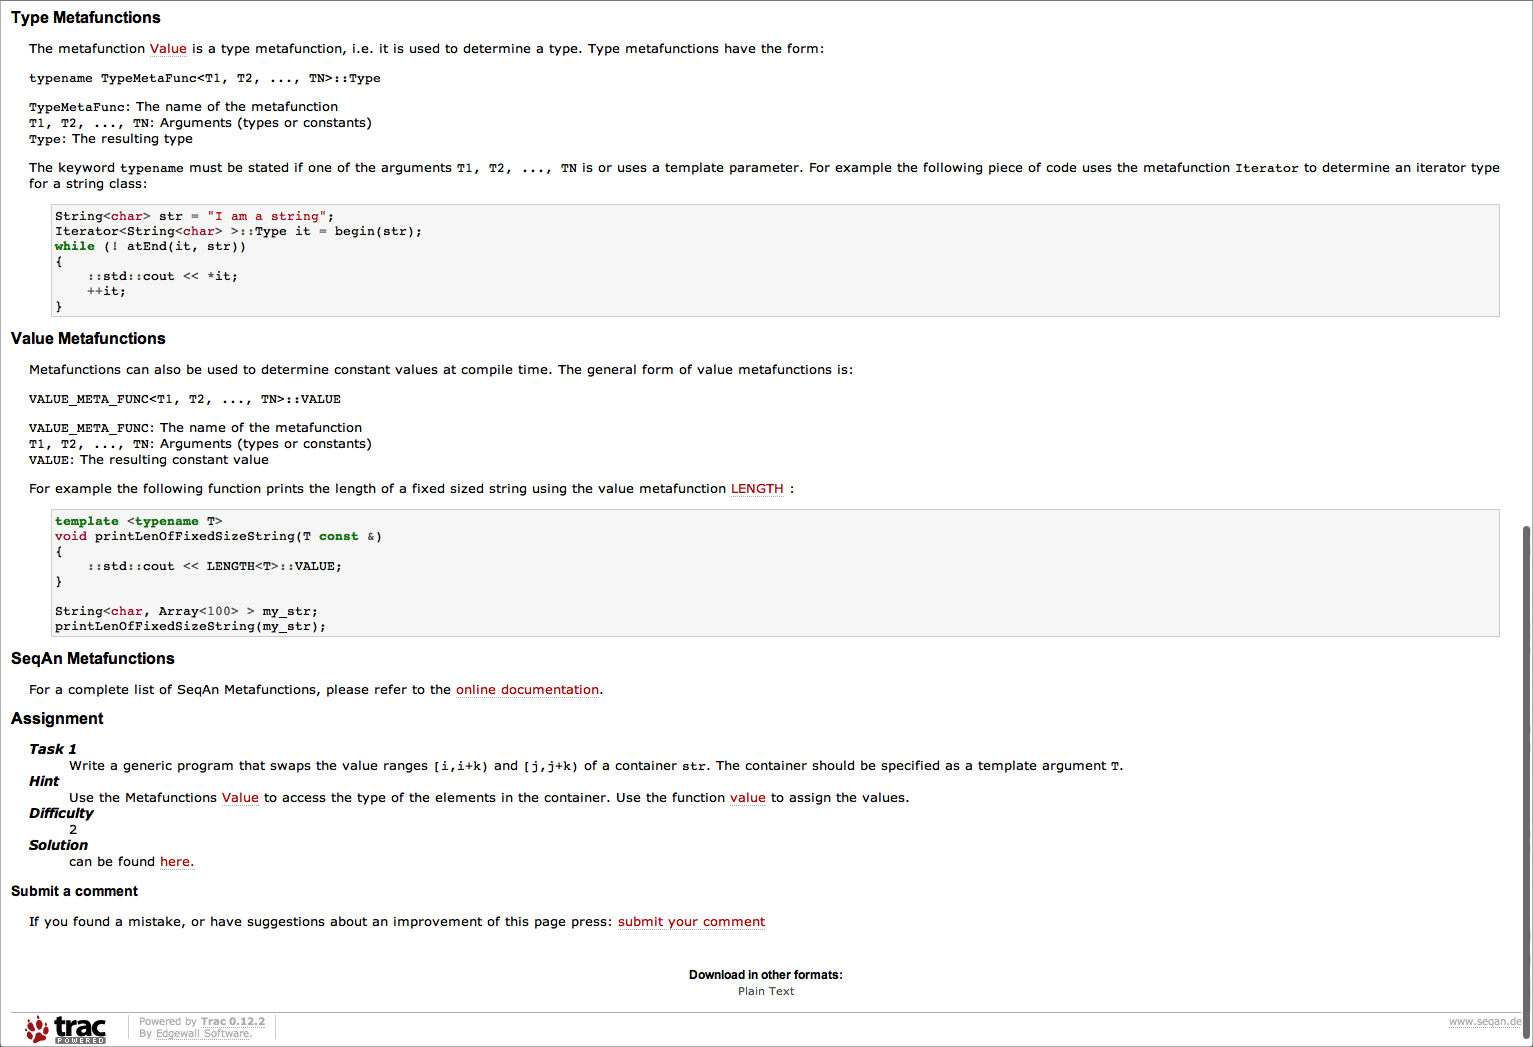 Type Metafunctions
The metafunction Value is a type metafunction, i.e. it is used to determine a type. Type metafunctions have the form:
typename TypeMetaFunc<T1, T2, ..., TN>::Type
TypeMetaFunc: The name of the metafunction
T1, T2, ..., TN: Arguments (types or constants)
Type: The resulting type
The keyword typename must be stated if one of the arguments T1, T2, ..., TN is or uses a template parameter. For example the following piece of code uses the metafunction Iterator to determine an iterator type
for a string class:
String<char> str = "I am a string";
Iterator<String<char> >::Type it = begin(str);
while (! atEnd(it, str))
{
    ::std::cout << *it;
    ++it;
}
Value Metafunctions
Metafunctions can also be used to determine constant values at compile time. The general form of value metafunctions is:
VALUE_META_FUNC<T1, T2, ..., TN>::VALUE
VALUE_META_FUNC: The name of the metafunction
T1, T2, ..., TN: Arguments (types or constants)
VALUE: The resulting constant value
For example the following function prints the length of a fixed sized string using the value metafunction LENGTH :
template <typename T>
void printLenOfFixedSizeString(T const &)
{
    ::std::cout << LENGTH<T>::VALUE;
}
String<char, Array<100> > my_str;
printLenOfFixedSizeString(my_str);
SeqAn Metafunctions
For a complete list of SeqAn Metafunctions, please refer to the online documentation.
Assignment
Task 1
Write a generic program that swaps the value ranges [i,i+k) and [j,j+k) of a container str. The container should be specified as a template argument T.
Hint
Use the Metafunctions Value to access the type of the elements in the container. Use the function value to assign the values.
Difficulty
2
Solution
can be found here.
Submit a comment
If you found a mistake, or have suggestions about an improvement of this page press: submit your comment
Download in other formats:
Plain Text
trac
POWERED
Powered by Trac 0.12.2
By Edgewall Software.
www.seqan.de